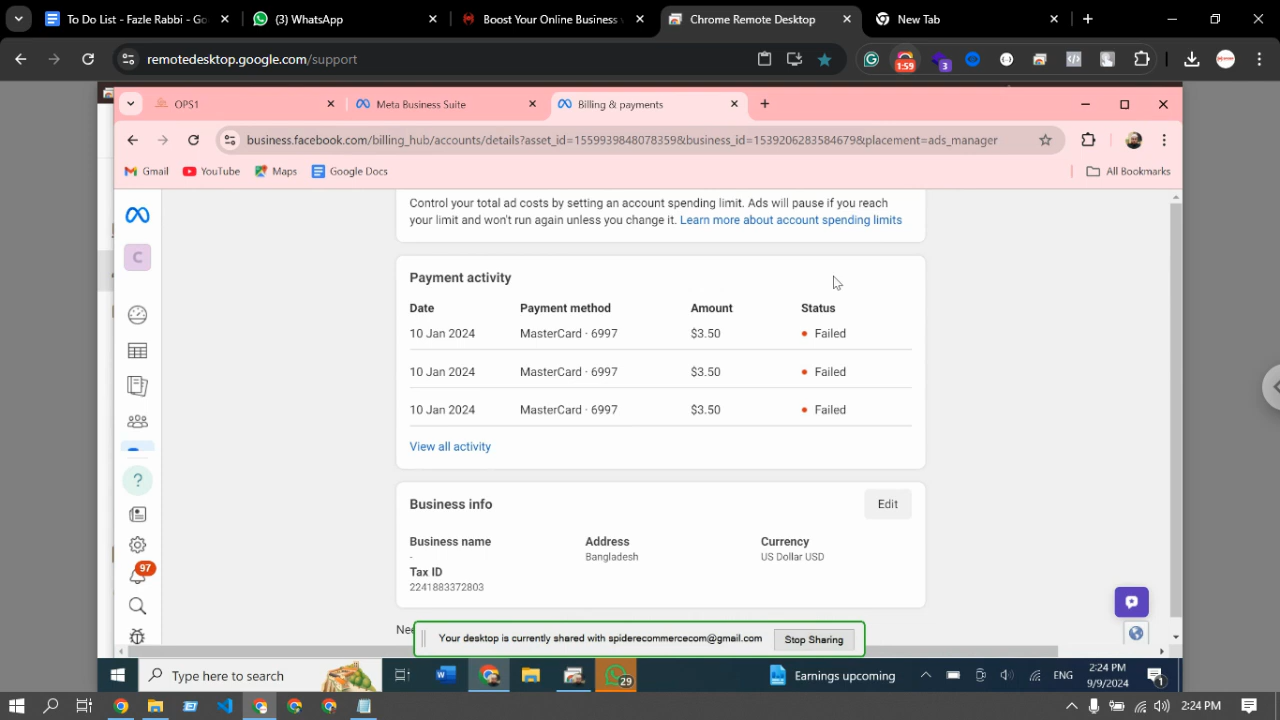 To Do List - Fazle Rabbi - Go
(3) WhatsApp
Boost Your Online Business
Chrome Remote Desktop
New Tab
remotedesktop.google.com/support
1:59
3
OPS1
Meta Business Suite
Billing & payments
business.facebook.com/billing_hub/accounts/details?asset_id=1559939848078359&business_id=1539206283584679&placement=ads_manager
Gmail
YouTube
Maps
Google Docs
All Bookmarks
C
Control your total ad costs by setting an account spending limit. Ads will pause if you reach
your limit and won't run again unless you change it. Learn more about account spending limits
Payment activity
Date Payment method Amount Status
10 Jan 2024 MasterCard · 6997 $3.50 Failed
10 Jan 2024 MasterCard · 6997 $3.50 Failed
10 Jan 2024 MasterCard · 6997 $3.50 Failed
View all activity
Business info
Edit
Business name Address Currency
- Bangladesh US Dollar USD
Tax ID
2241883372803
97
Your desktop is currently shared with spiderecommercecom@gmail.com
Stop Sharing
Type here to search
29
Earnings upcoming
ENG
2:24 PM
9/9/2024
1
2:24 PM